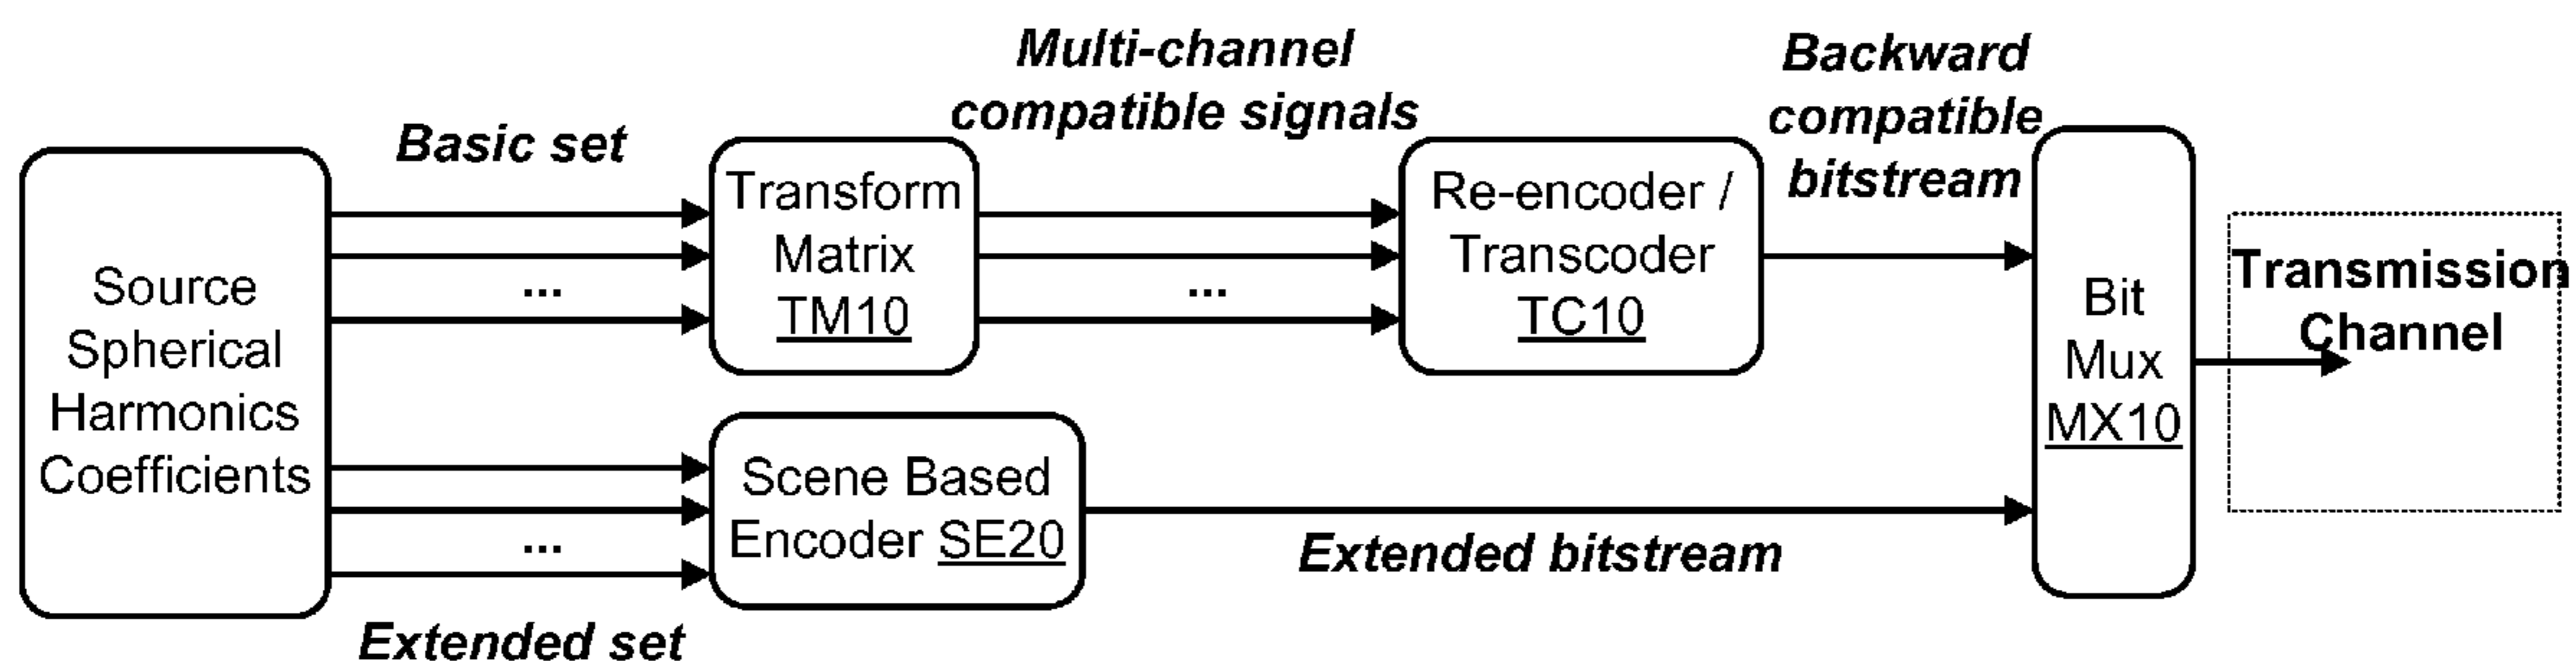 Source
Spherical
Harmonics
Coefficients
Basic set
...
Extended set
...
Transform
Matrix
TM10
Scene Based
Encoder SE20
Multi-channel
compatible signals
...
Re-encoder /
Transcoder
TC10
Backward
compatible
bitstream
Extended bitstream
Bit
Mux
MX10
Transmission
Channel